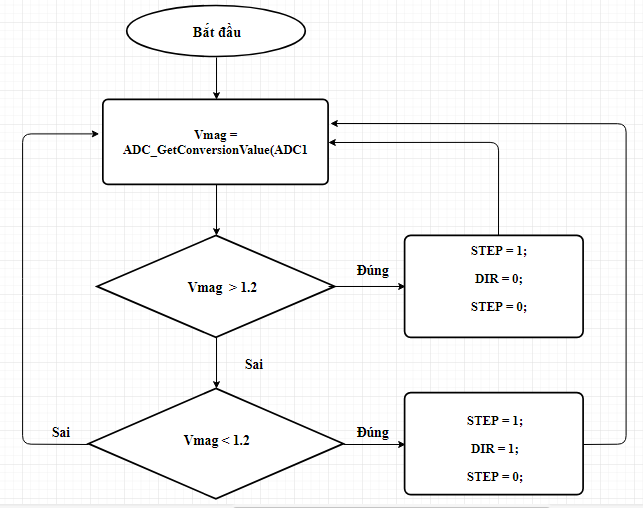 Bắt đầu
Vmag =
ADC_GetConversionValue(ADC1
Vmag > 1.2
Đúng
STEP = 1;
DIR = 0;
STEP = 0;
Sai
Vmag < 1.2
Sai
Đúng
STEP = 1;
DIR = 1;
STEP = 0;